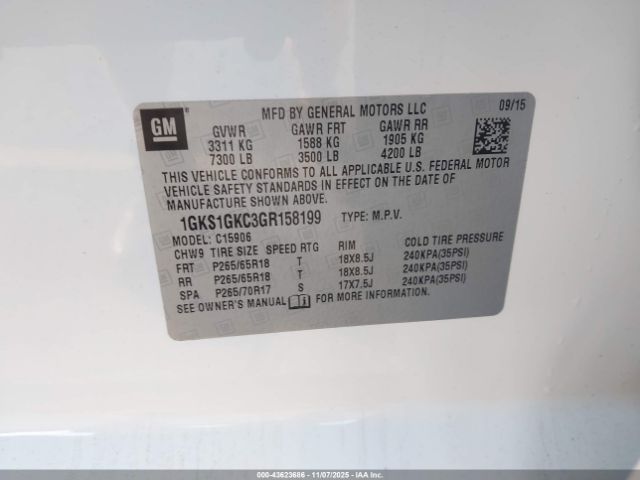 MFD BY GENERAL MOTORS LLC 09/15
GM
GVWR GAWR FRT GAWR RR
3311 KG 1588 KG 1905 KG
7300 LB 3500 LB 4200 LB
THIS VEHICLE CONFORMS TO ALL APPLICABLE U.S. FEDERAL MOTOR
VEHICLE SAFETY STANDARDS IN EFFECT ON THE DATE OF
MANUFACTURE SHOWN ABOVE.
1GKS1GKC3GR158199 TYPE: M.P.V.
MODEL: C15906
CHW9 TIRE SIZE SPEED RTG RIM COLD TIRE PRESSURE
FRT P265/65R18 T 18X8.5J 240KPA(35PSI)
RR P265/65R18 T 18X8.5J 240KPA(35PSI)
SPA P265/70R17 S 17X7.5J 240KPA(35PSI)
SEE OWNER'S MANUAL FOR MORE INFORMATION.
000-43623686 - 11/07/2025 - IAAI.COM